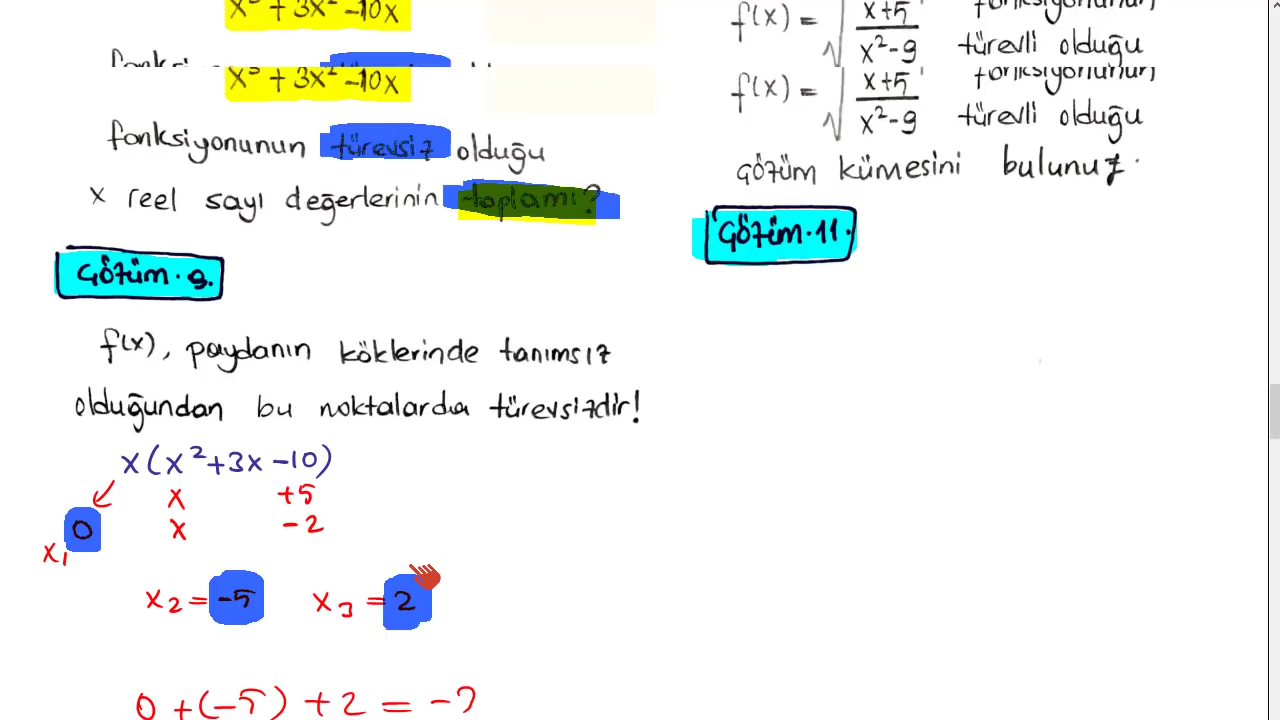 x³ + 3x² -10x
x³ + 3x² -10x
fonksiyonunun türevsiz olduğu
x reel sayı değerlerinin toplamı?
Çözüm.9.
f(x), paydanın köklerinde tanımsız
olduğundan bu noktalarda türevsizdir!
x(x²+3x-10)
x +5
x -2
x₁ 0
x₂ = -5 x₃ = 2
0 + (-5) + 2 = -3
f(x) = √ x+5 / x²-9 fonksiyonunun
türevli olduğu
f(x) = √ x+5 / x²-9 fonksiyonunun
türevli olduğu
çözüm kümesini bulunuz.
Çözüm.11.